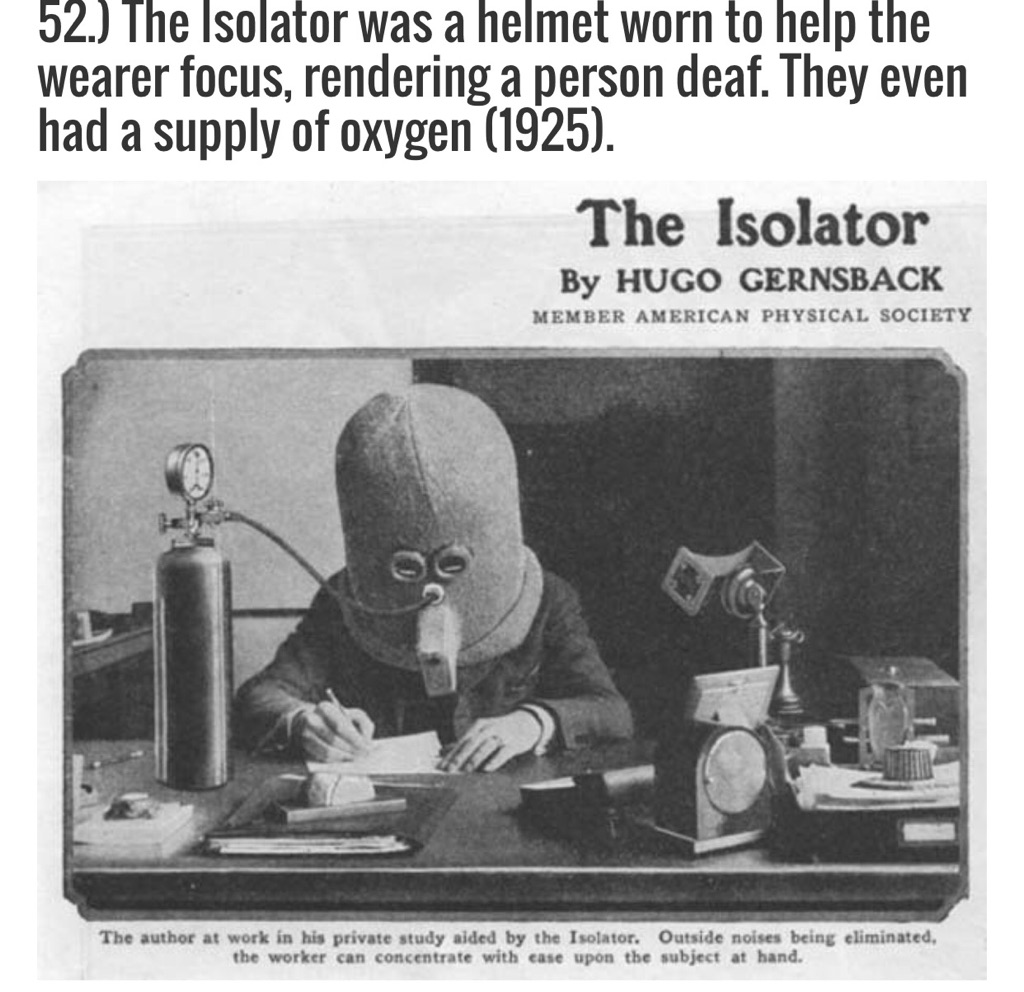 52.) The Isolator was a helmet worn to help the
wearer focus, rendering a person deaf. They even
had a supply of oxygen (1925).
The Isolator
By HUGO GERNSBACK
MEMBER AMERICAN PHYSICAL SOCIETY
The author at work in his private study aided by the Isolator. Outside noises being eliminated,
the worker can concentrate with ease upon the subject at hand.